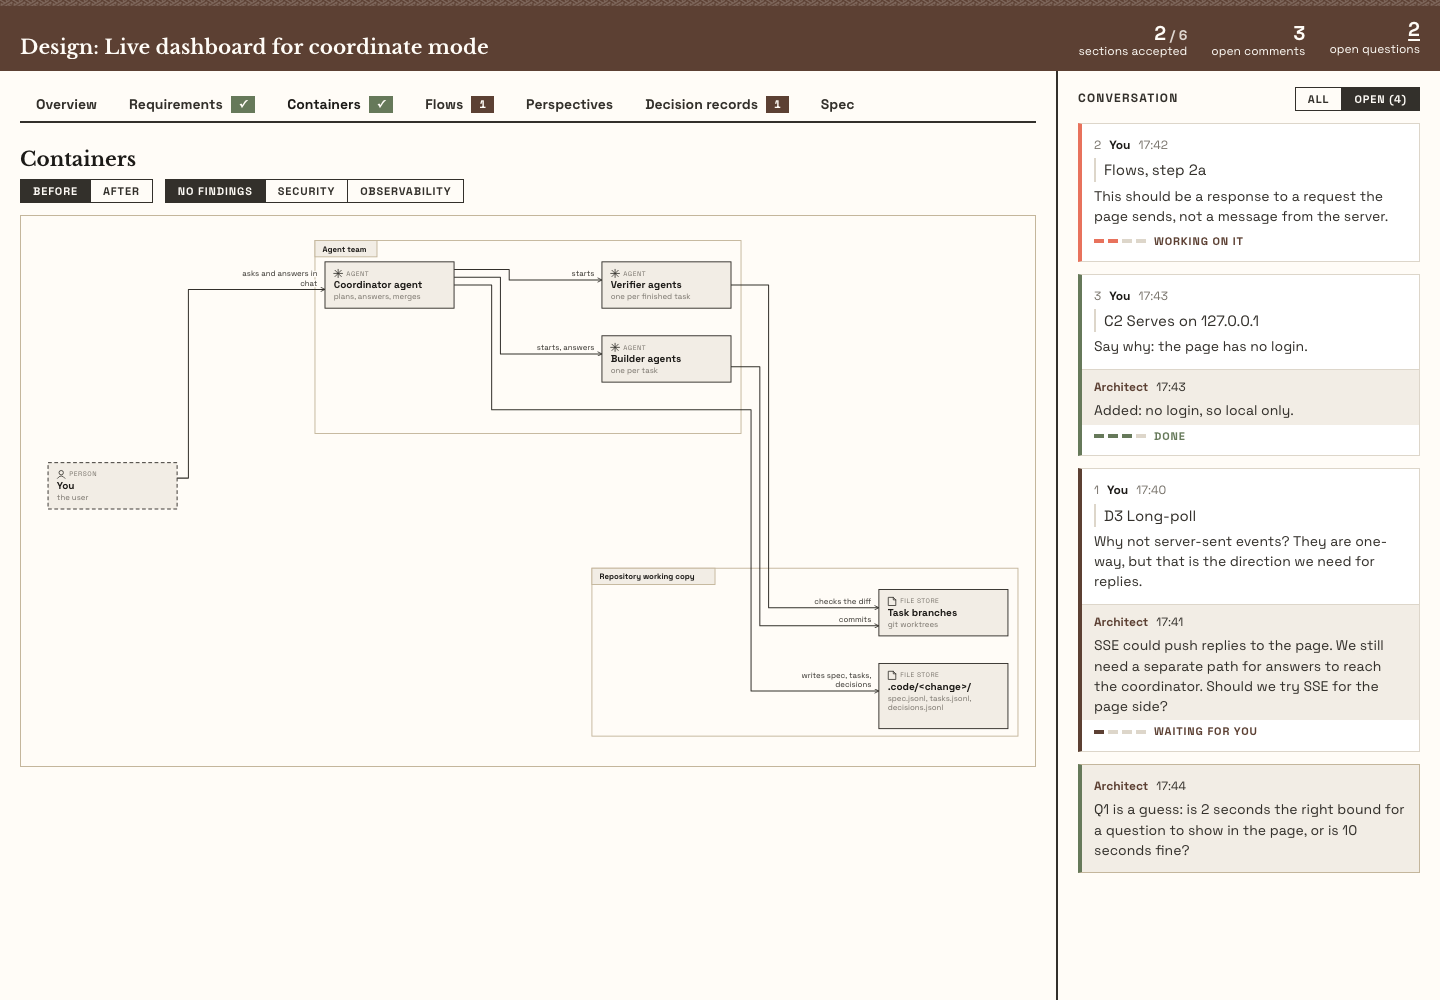 Design: Live dashboard for coordinate mode
2 / 6
sections accepted
3
open comments
2
open questions
Overview
Requirements ✓
Containers ✓
Flows 1
Perspectives
Decision records 1
Spec
Containers
BEFORE
AFTER
NO FINDINGS
SECURITY
OBSERVABILITY
Agent team
asks and answers in
chat
AGENT
Coordinator agent
plans, answers, merges
starts
AGENT
Verifier agents
one per finished task
starts, answers
AGENT
Builder agents
one per task
PERSON
You
the user
Repository working copy
checks the diff
commits
FILE STORE
Task branches
git worktrees
writes spec, tasks,
decisions
FILE STORE
.code/<change>/
spec.jsonl, tasks.jsonl,
decisions.jsonl
CONVERSATION
ALL
OPEN (4)
2 You 17:42
Flows, step 2a
This should be a response to a request the
page sends, not a message from the server.
WORKING ON IT
3 You 17:43
C2 Serves on 127.0.0.1
Say why: the page has no login.
Architect 17:43
Added: no login, so local only.
DONE
1 You 17:40
D3 Long-poll
Why not server-sent events? They are one-
way, but that is the direction we need for
replies.
Architect 17:41
SSE could push replies to the page. We still
need a separate path for answers to reach
the coordinator. Should we try SSE for the
page side?
WAITING FOR YOU
Architect 17:44
Q1 is a guess: is 2 seconds the right bound for
a question to show in the page, or is 10
seconds fine?